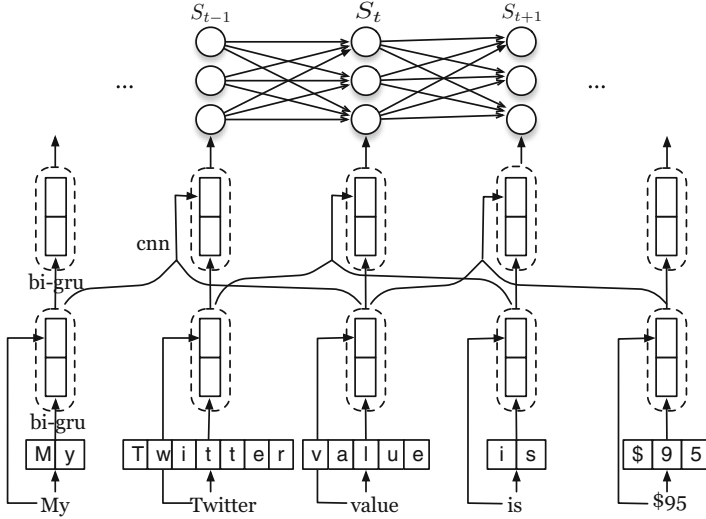 S_{t−1} S_t S_{t+1}
... ...
cnn
bi-gru
bi-gru
M y T w i t t e r v a l u e i s $ 9 5
My Twitter value is $95